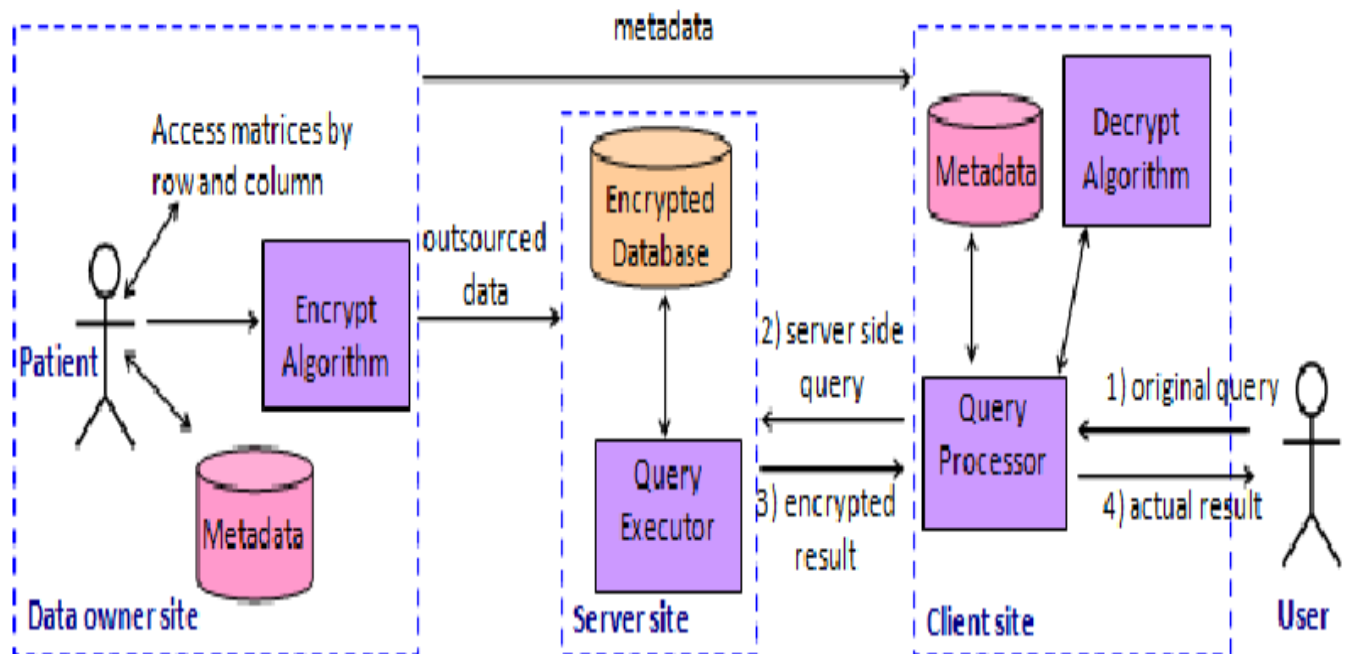 metadata
Access matrices by
row and column
Patient
Encrypt
Algorithm
Metadata
Data owner site
outsourced
data
Encrypted
Database
Query
Executor
Server site
2) server side
query
3) encrypted
result
Metadata
Decrypt
Algorithm
Query
Processor
Client site
1) original query
4) actual result
User